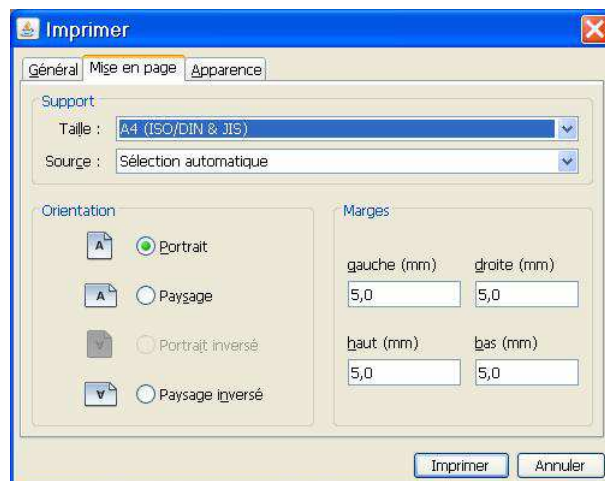 Imprimer
Général Mise en page Apparence
Support
Taille : A4 (ISO/DIN & JIS)
Source : Sélection automatique
Orientation
A Portrait
A Paysage
A Portrait inversé
A Paysage inversé
Marges
gauche (mm) droite (mm)
5,0 5,0
haut (mm) bas (mm)
5,0 5,0
Imprimer Annuler